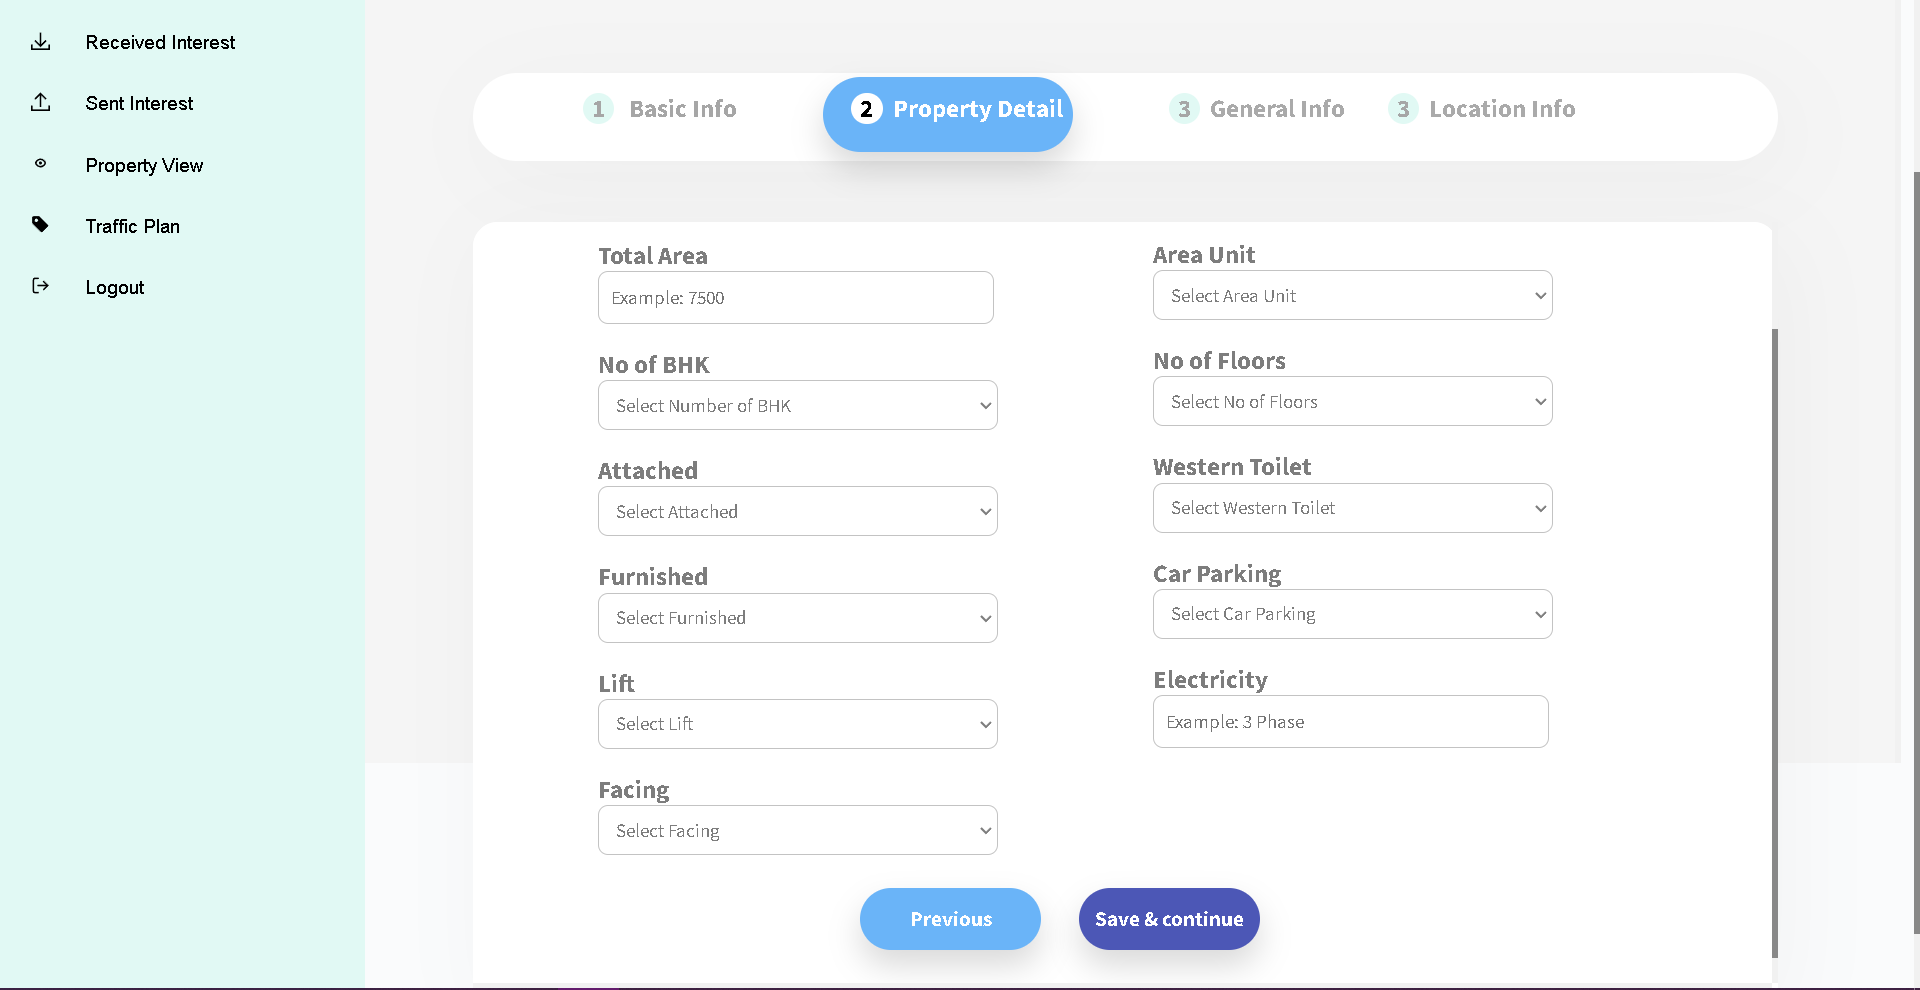 Received Interest
Sent Interest
Property View
Traffic Plan
Logout
1 Basic Info
2 Property Detail
3 General Info
3 Location Info
Total Area
Example: 7500
Area Unit
Select Area Unit
No of BHK
Select Number of BHK
No of Floors
Select No of Floors
Attached
Select Attached
Western Toilet
Select Western Toilet
Furnished
Select Furnished
Car Parking
Select Car Parking
Lift
Select Lift
Electricity
Example: 3 Phase
Facing
Select Facing
Previous
Save & continue